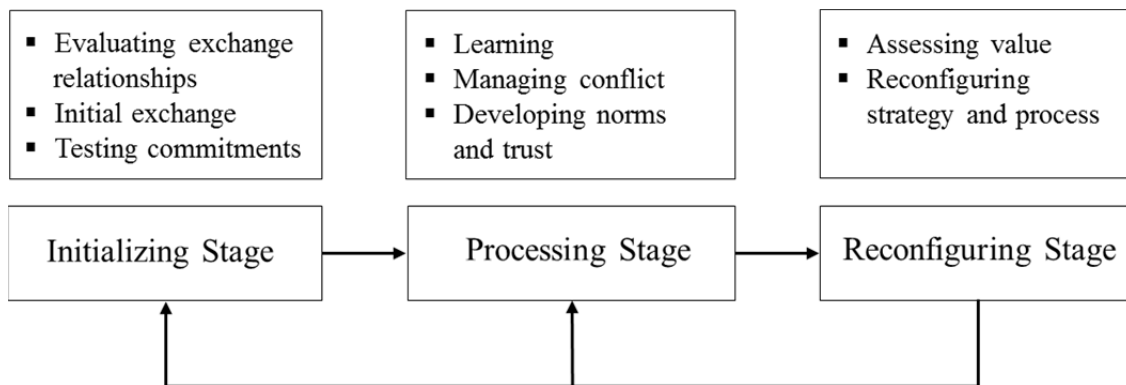 ▪ Evaluating exchange
relationships
▪ Initial exchange
▪ Testing commitments
▪ Learning
▪ Managing conflict
▪ Developing norms
and trust
▪ Assessing value
▪ Reconfiguring
strategy and process
Initializing Stage
Processing Stage
Reconfiguring Stage